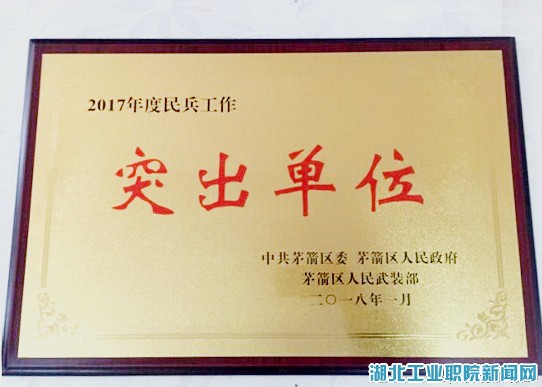 2017年度民兵工作
突出单位
中共茅箭区委 茅箭区人民政府
茅箭区人民武装部
二〇一八年一月
湖北工业职院新闻网